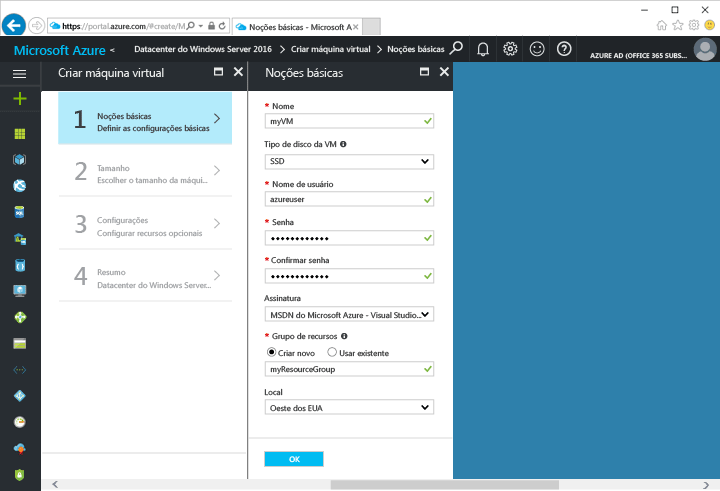 https://portal.azure.com/#create/M
Noções básicas - Microsoft A
Microsoft Azure
Datacenter do Windows Server 2016 > Criar máquina virtual > Noções básicas
AZURE AD (OFFICE 365 SUBS...
Criar máquina virtual
1
Noções básicas
Definir as configurações básicas
2
Tamanho
Escolher o tamanho da máqui...
3
Configurações
Configurar recursos opcionais
4
Resumo
Datacenter do Windows Server...
Noções básicas
* Nome
myVM
Tipo de disco da VM
SSD
* Nome de usuário
azureuser
* Senha
* Confirmar senha
Assinatura
MSDN do Microsoft Azure - Visual Studio...
* Grupo de recursos
Criar novo
Usar existente
myResourceGroup
Local
Oeste dos EUA
OK